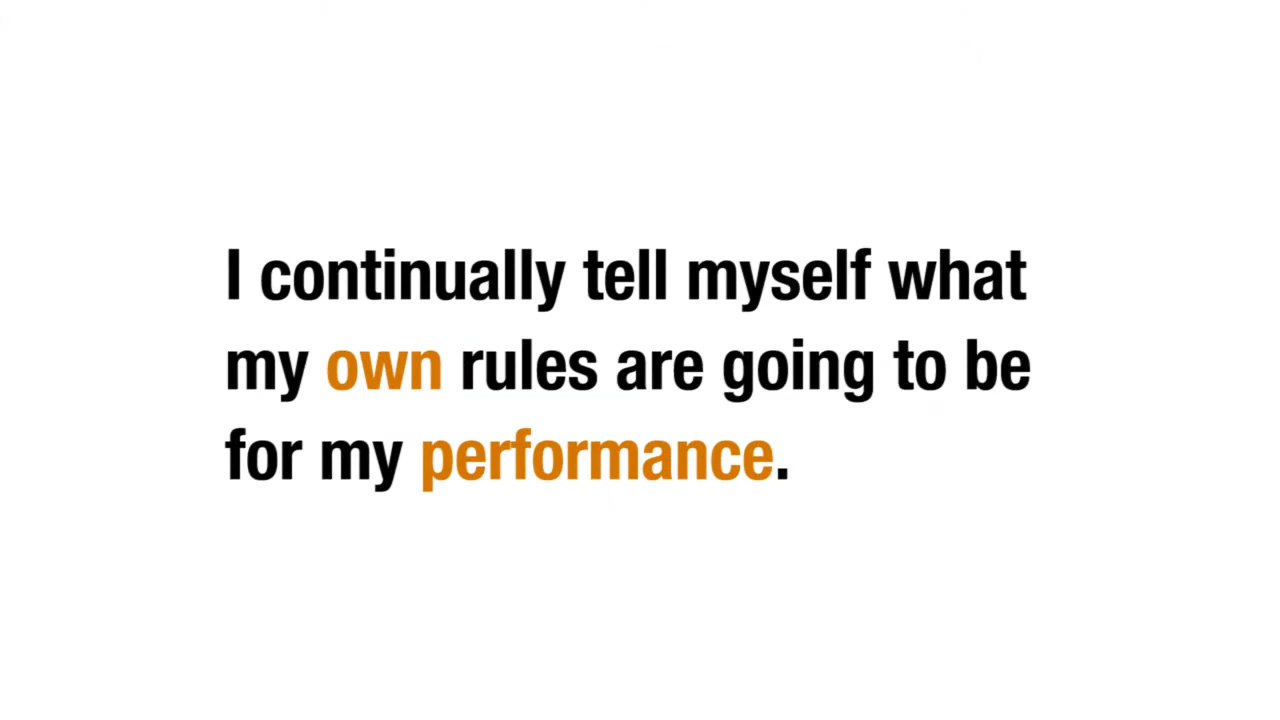 I continually tell myself what
my own rules are going to be
for my performance.